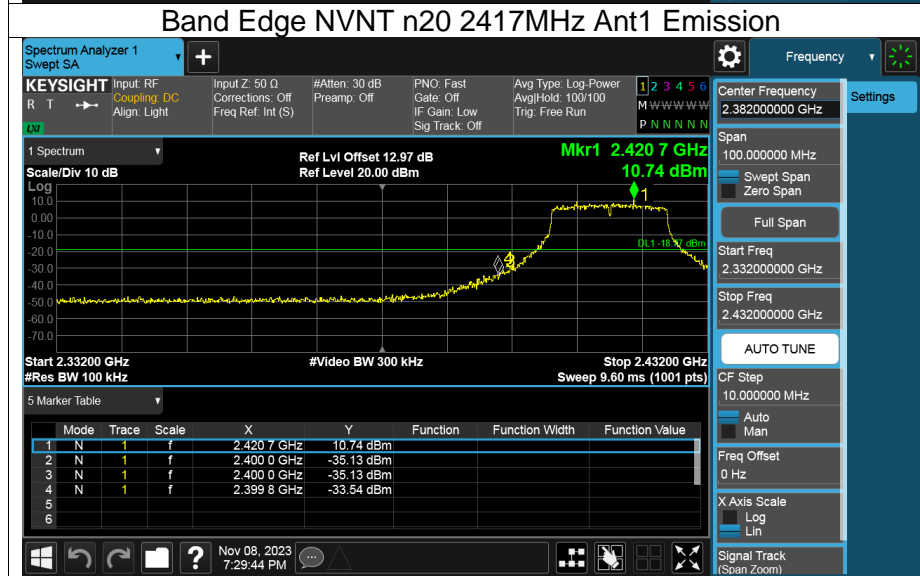 Band Edge NVNT n20 2417MHz Ant1 Emission
Spectrum Analyzer 1
Swept SA
Frequency
Settings
KEYSIGHT
R T
LXI
Input: RF
Coupling: DC
Align: Light
Input Z: 50 Ω
Corrections: Off
Freq Ref: Int (S)
#Atten: 30 dB
Preamp: Off
PNO: Fast
Gate: Off
IF Gain: Low
Sig Track: Off
Avg Type: Log-Power
Avg|Hold: 100/100
Trig: Free Run
1 2 3 4 5 6
M W W W W W
P N N N N N
1 Spectrum
Scale/Div 10 dB
Log
Ref Lvl Offset 12.97 dB
Ref Level 20.00 dBm
Mkr1 2.420 7 GHz
10.74 dBm
10.0
0.00
-10.0
-20.0
-30.0
-40.0
-50.0
-60.0
-70.0
1
Start 2.33200 GHz
#Res BW 100 kHz
#Video BW 300 kHz
Stop 2.43200 GHz
Sweep 9.60 ms (1001 pts)
5 Marker Table
Mode Trace Scale X Y Function Function Width Function Value
1 N 1 f 2.420 7 GHz 10.74 dBm
2 N 1 f 2.400 0 GHz -35.13 dBm
3 N 1 f 2.400 0 GHz -35.13 dBm
4 N 1 f 2.399 8 GHz -33.54 dBm
5
6
Nov 08, 2023
7:29:44 PM
Center Frequency
2.382000000 GHz
Span
100.000000 MHz
Swept Span
Zero Span
Full Span
Start Freq
2.332000000 GHz
Stop Freq
2.432000000 GHz
AUTO TUNE
CF Step
10.000000 MHz
Auto
Man
Freq Offset
0 Hz
X Axis Scale
Log
Lin
Signal Track
(Span Zoom)